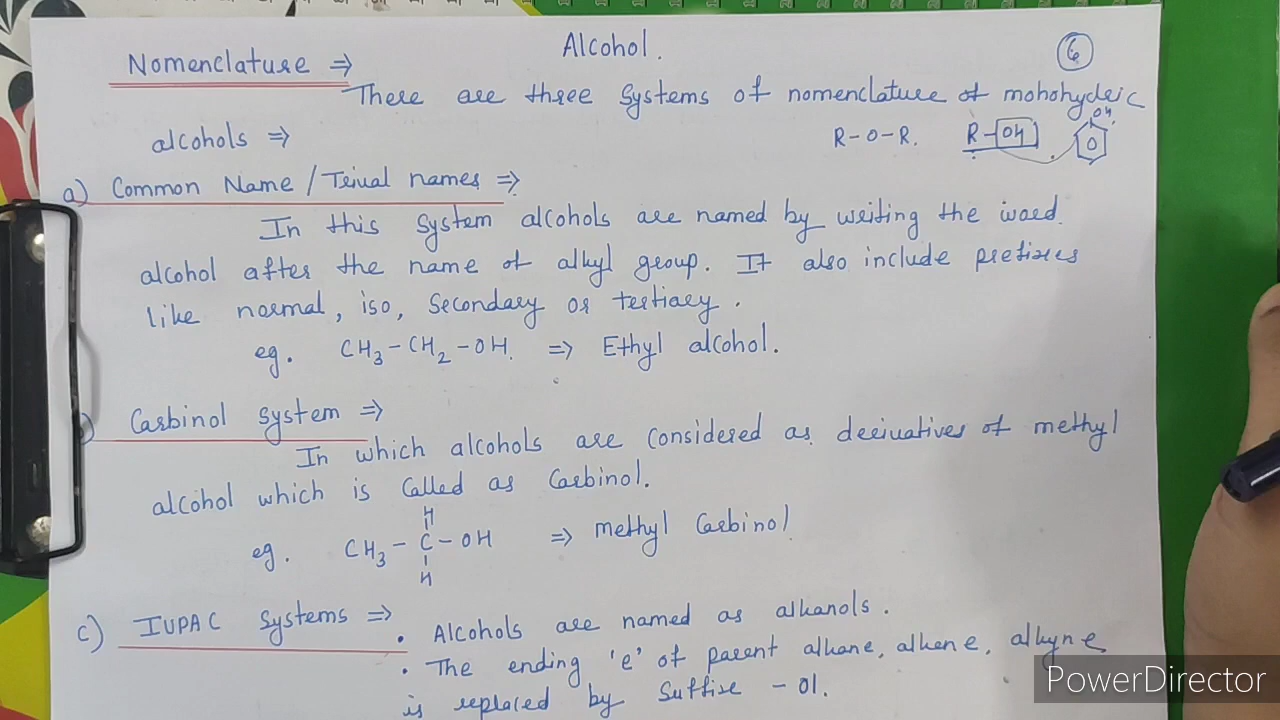 Alcohol.
6
Nomenclature ⇒
There are three systems of nomenclature of monohydric
alcohols ⇒
R-O-R. R-OH OH
a) Common Name / Trival names ⇒
In this system alcohols are named by writing the word
alcohol after the name of alkyl group. It also include prefixes
like normal, iso, secondary or tertiary.
eg. CH₃-CH₂-OH. ⇒ Ethyl alcohol.
) Carbinol system ⇒
In which alcohols are considered as derivatives of methyl
alcohol which is called as Carbinol.
H
eg. CH₃-C-OH ⇒ methyl Carbinol
H
c) IUPAC systems ⇒
• Alcohols are named as alkanols.
• The ending 'e' of parent alkane, alkene, alkyne
is replaced by suffix -ol.
PowerDirector